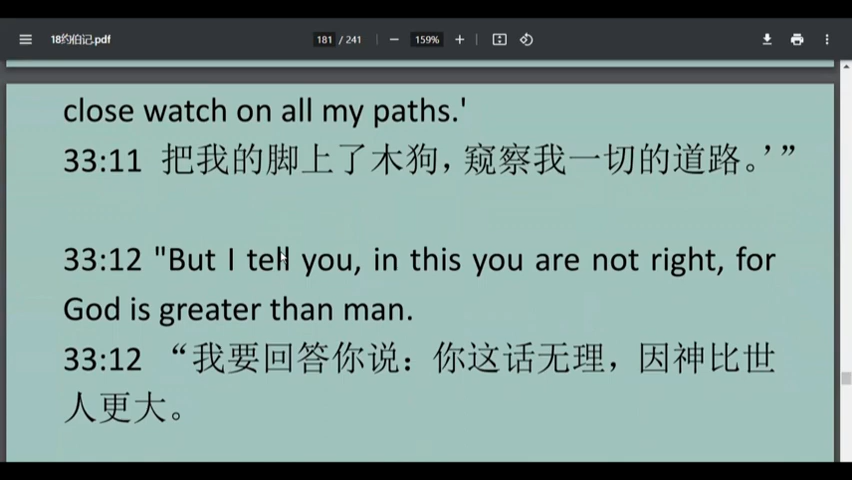 18约伯记.pdf
181 / 241
159%
close watch on all my paths.'
33:11 把我的脚上了木狗，窥察我一切的道路。’”
33:12 "But I tell you, in this you are not right, for
God is greater than man.
33:12 “我要回答你说：你这话无理，因神比世
人更大。